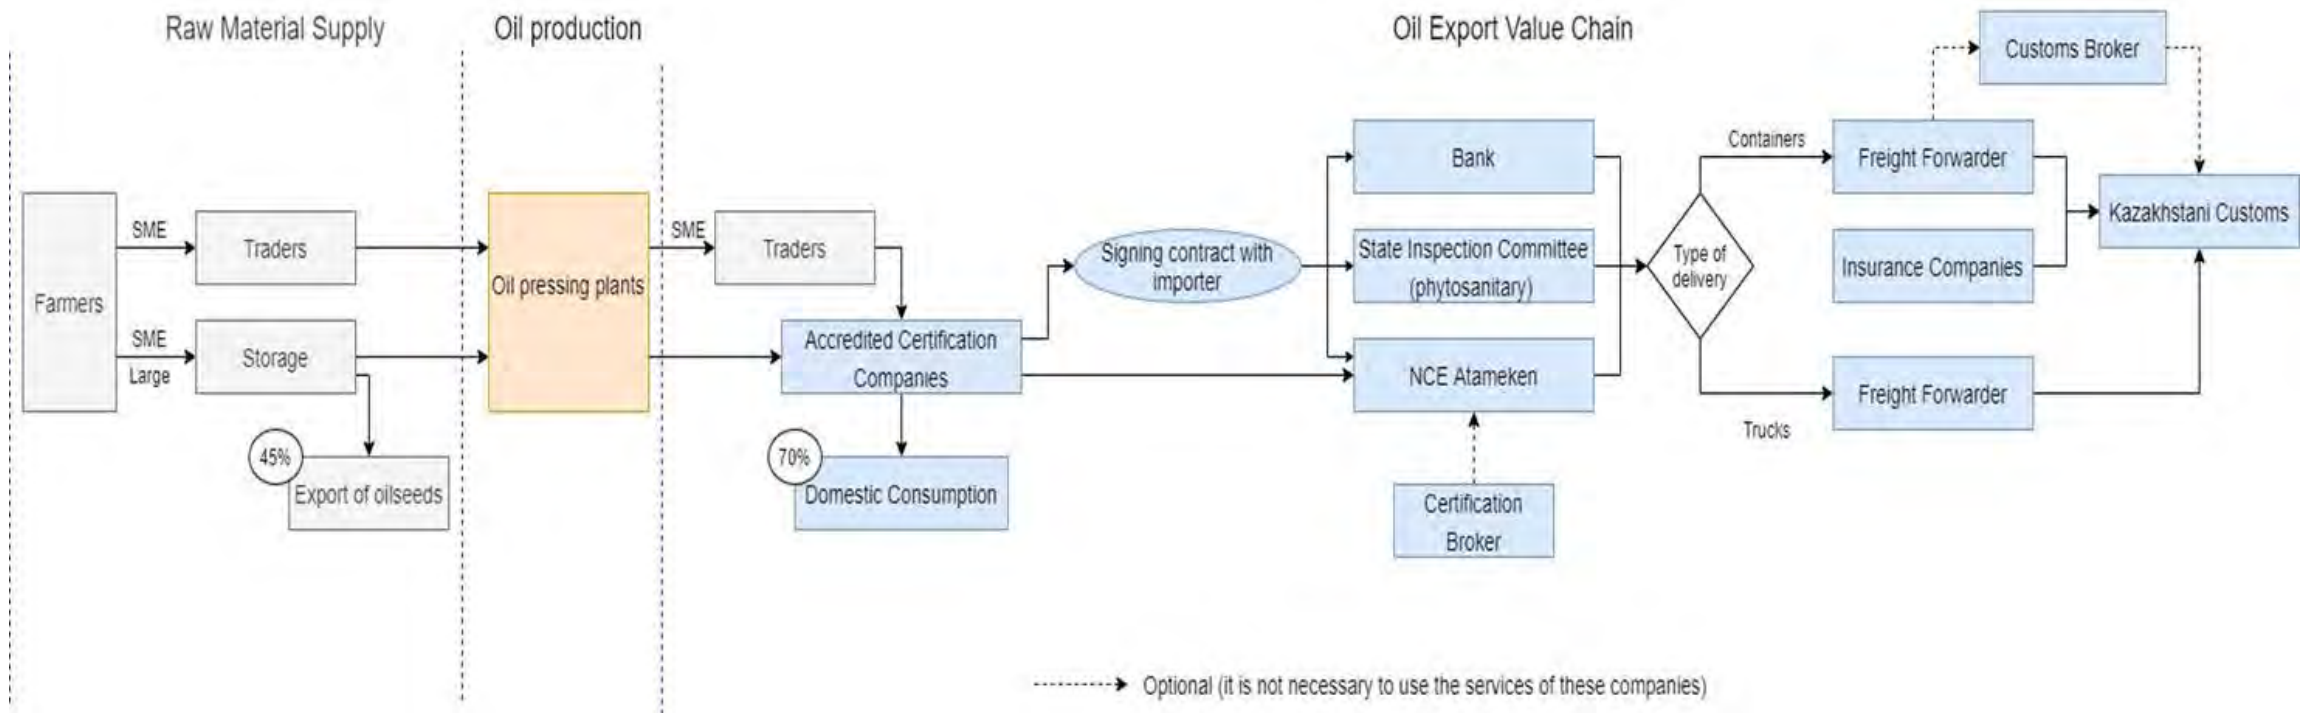 Raw Material Supply
Oil production
Oil Export Value Chain
Farmers
SME
Traders
SME
Large
Storage
45%
Export of oilseeds
Oil pressing plants
SME
Traders
Accredited Certification
Companies
70%
Domestic Consumption
Signing contract with
importer
Bank
State Inspection Committee
(phytosanitary)
NCE Atameken
Certification
Broker
Type of
delivery
Containers
Trucks
Freight Forwarder
Insurance Companies
Freight Forwarder
Customs Broker
Kazakhstani Customs
Optional (it is not necessary to use the services of these companies)